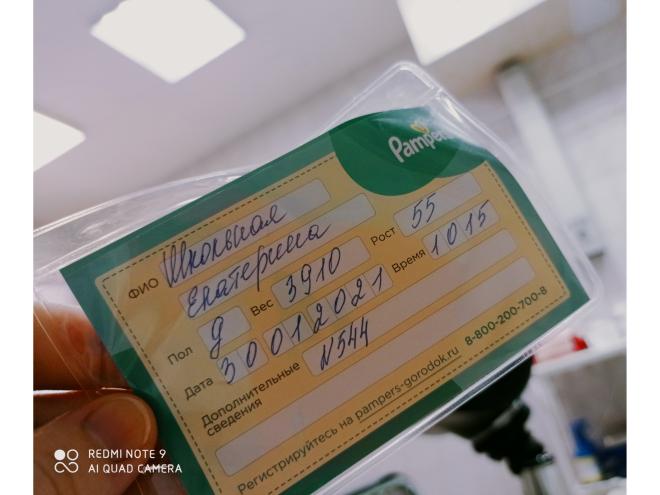 Pampers
ФИО Школьная
Екатерина
Пол д Вес 3910 Рост 55
Дата 30012021 Время 1015
Дополнительные сведения N544
Регистрируйтесь на pampers-gorodok.ru 8-800-200-700-8
REDMI NOTE 9
AI QUAD CAMERA